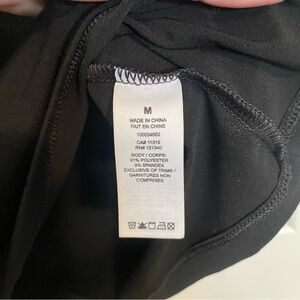 M
MADE IN CHINA
FAIT EN CHINE
100034682
CA# 11319
RN# 121340
BODY / CORPS:
91% POLYESTER
9% SPANDEX
EXCLUSIVE OF TRIMS /
GARNITURES NON
COMPRISES